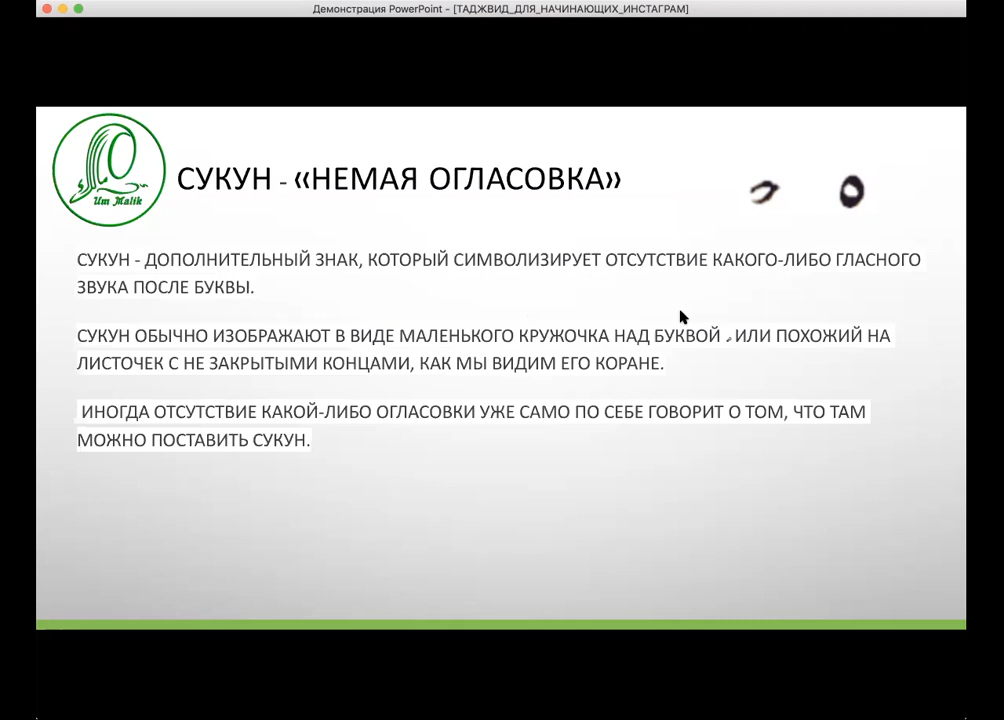 Демонстрация PowerPoint - [ТАДЖВИД_ДЛЯ_НАЧИНАЮЩИХ_ИНСТАГРАМ]
Um Malik
СУКУН - «НЕМАЯ ОГЛАСОВКА»
СУКУН - ДОПОЛНИТЕЛЬНЫЙ ЗНАК, КОТОРЫЙ СИМВОЛИЗИРУЕТ ОТСУТСТВИЕ КАКОГО-ЛИБО ГЛАСНОГО
ЗВУКА ПОСЛЕ БУКВЫ.
СУКУН ОБЫЧНО ИЗОБРАЖАЮТ В ВИДЕ МАЛЕНЬКОГО КРУЖОЧКА НАД БУКВОЙ ИЛИ ПОХОЖИЙ НА
ЛИСТОЧЕК С НЕ ЗАКРЫТЫМИ КОНЦАМИ, КАК МЫ ВИДИМ ЕГО КОРАНЕ.
ИНОГДА ОТСУТСТВИЕ КАКОЙ-ЛИБО ОГЛАСОВКИ УЖЕ САМО ПО СЕБЕ ГОВОРИТ О ТОМ, ЧТО ТАМ
МОЖНО ПОСТАВИТЬ СУКУН.